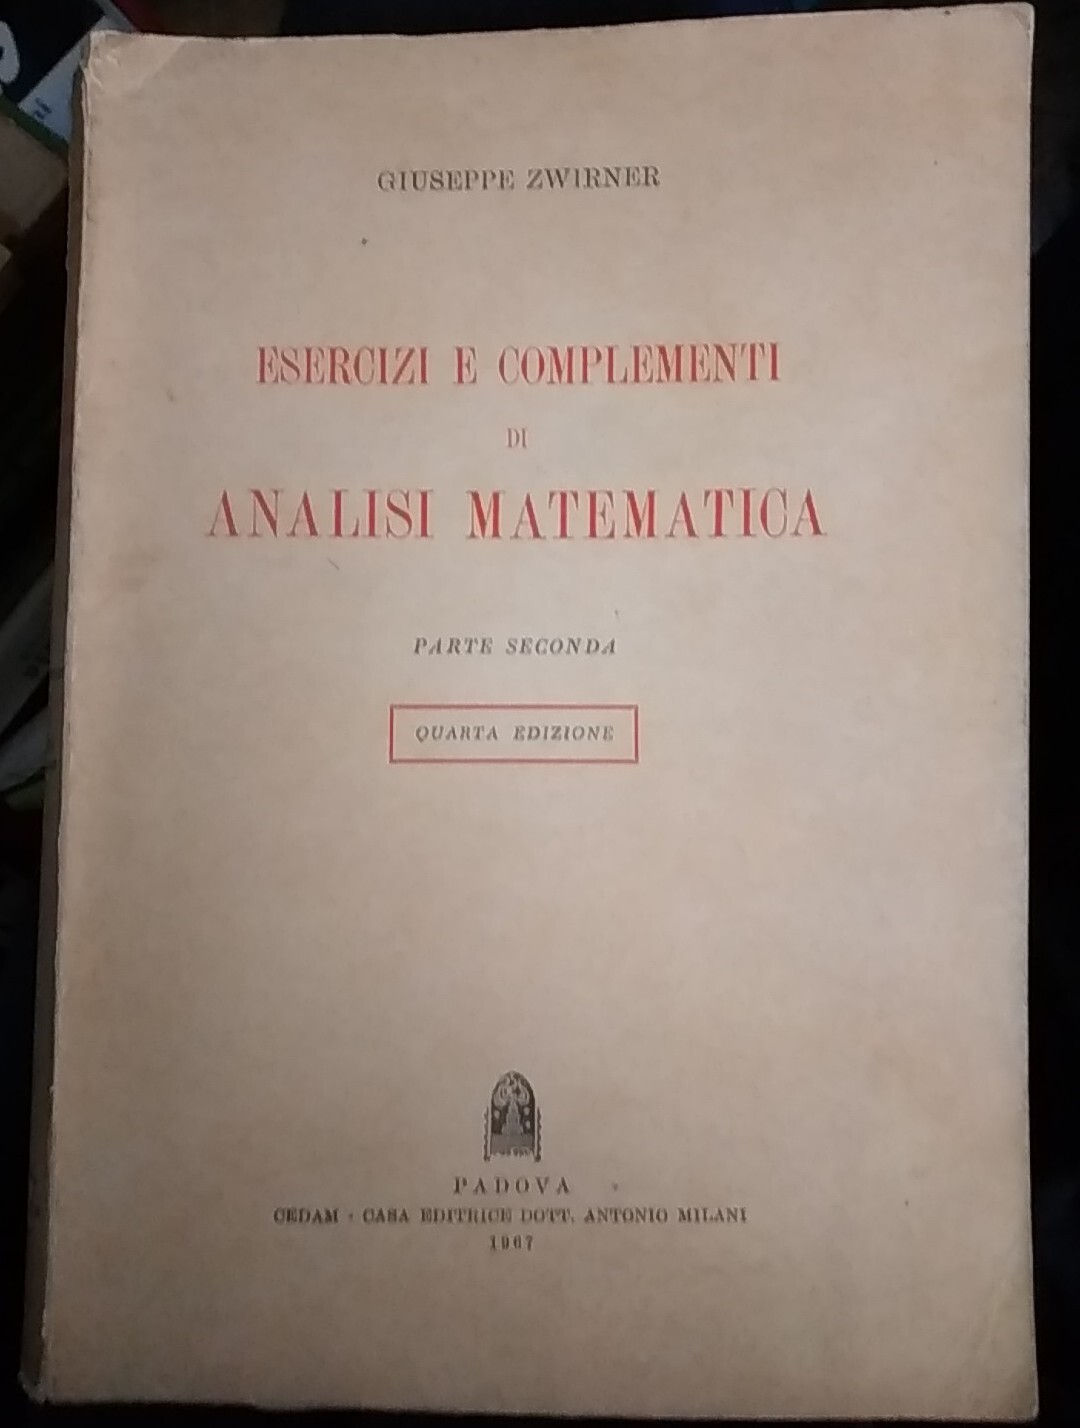 GIUSEPPE ZWIRNER
ESERCIZI E COMPLEMENTI
DI
ANALISI MATEMATICA
PARTE SECONDA
QUARTA EDIZIONE
PADOVA
CEDAM · CASA EDITRICE DOTT. ANTONIO MILANI
1967